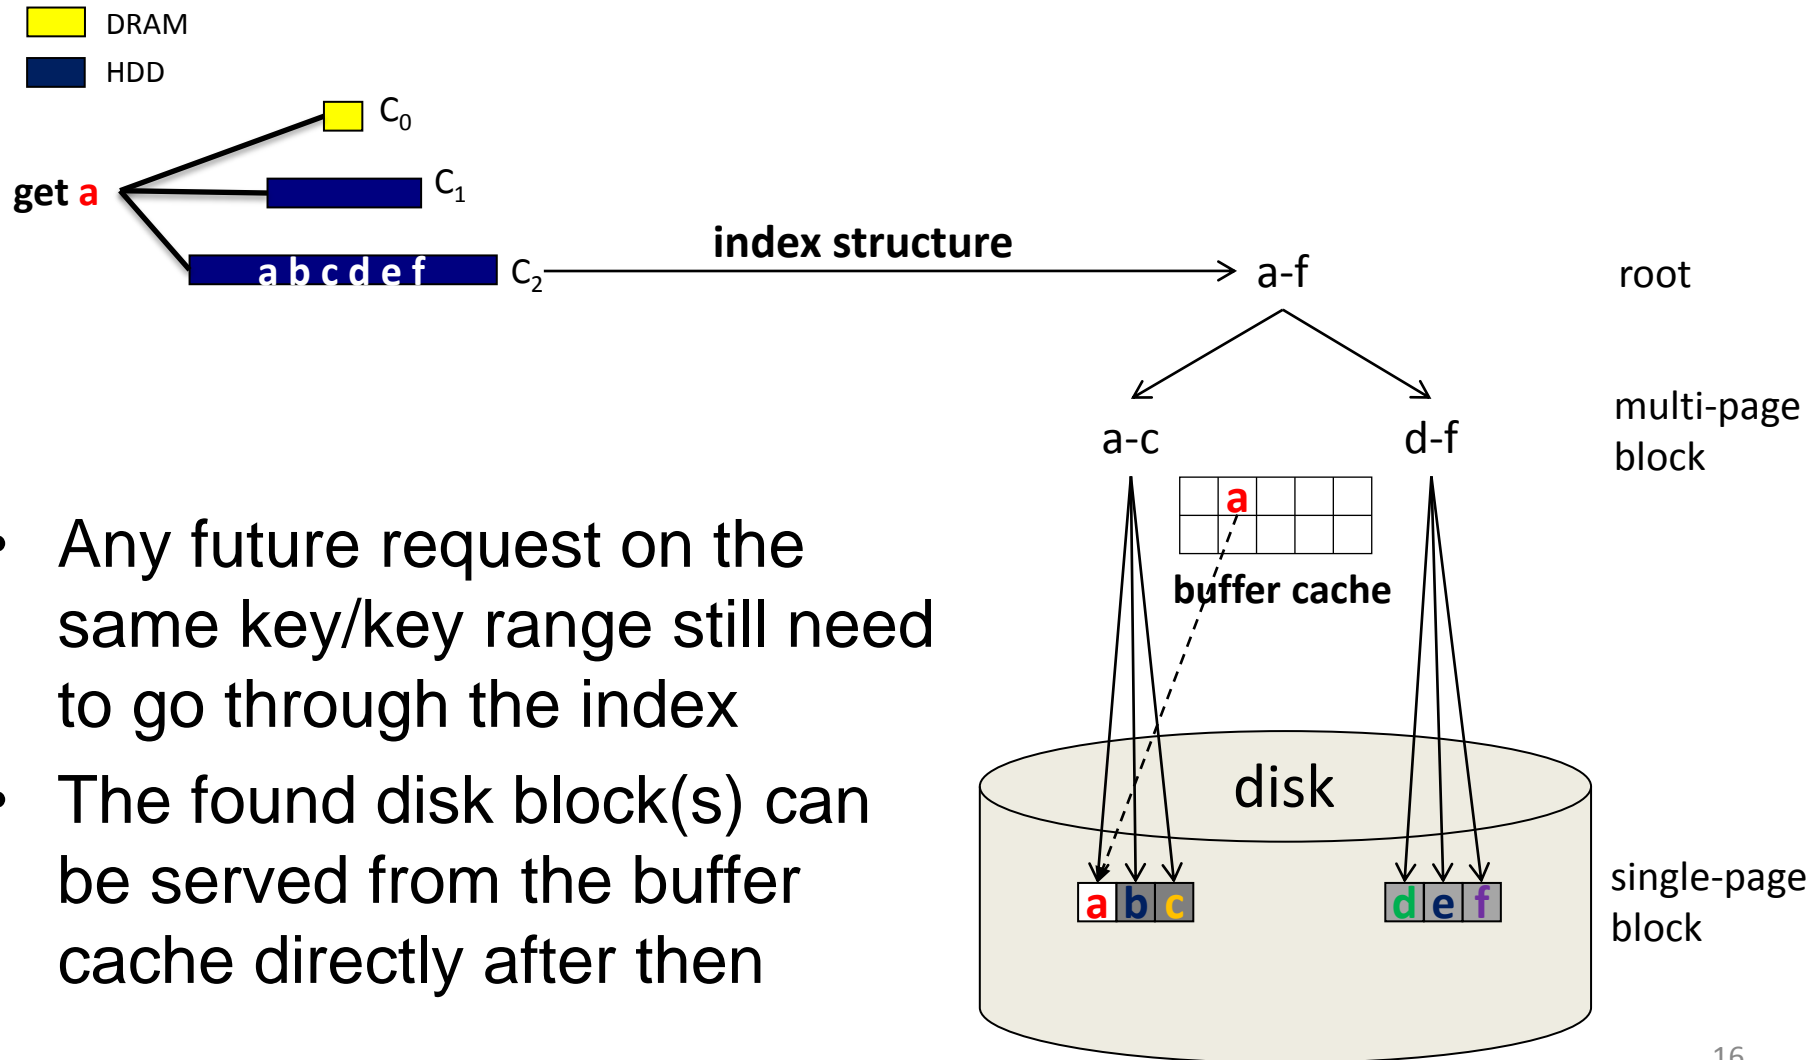 DRAM
HDD
C0
get a
C1
a b c d e f
C2
index structure
a-f
root
a-c
d-f
multi-page
block
a
buffer cache
• Any future request on the
same key/key range still need
to go through the index
• The found disk block(s) can
be served from the buffer
cache directly after then
disk
a b c
d e f
single-page
block
16